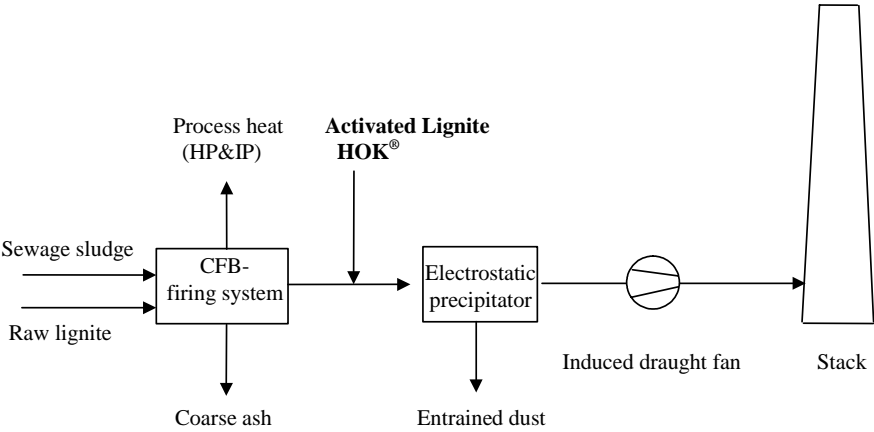 Process heat
(HP&IP)
Activated Lignite
HOK®
Sewage sludge
Raw lignite
CFB-
firing system
Electrostatic
precipitator
Induced draught fan
Stack
Coarse ash
Entrained dust